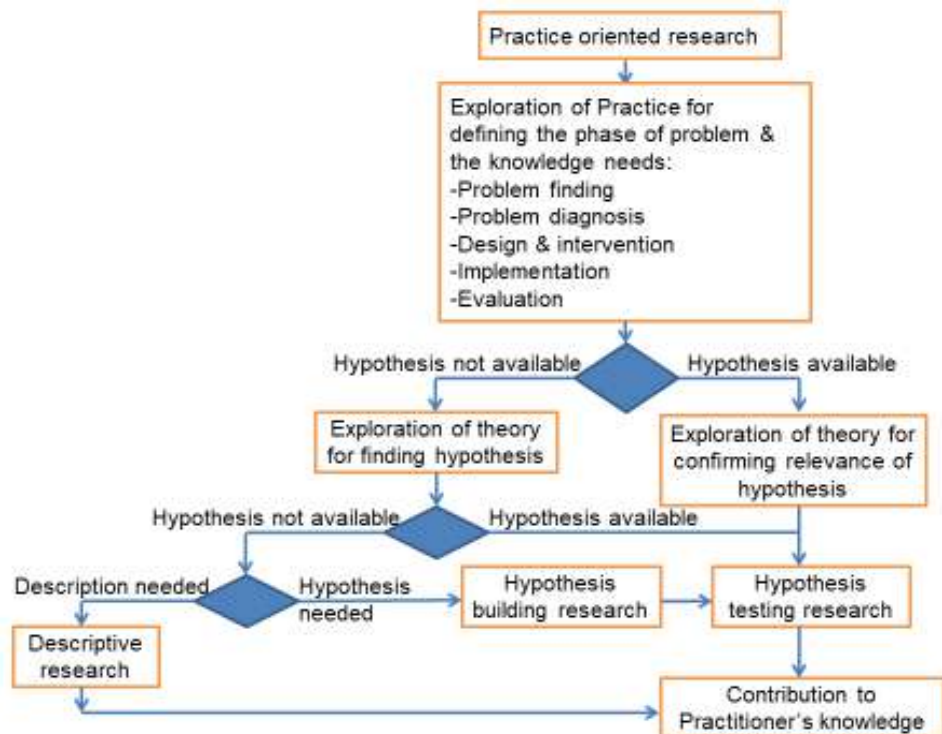 Practice oriented research
Exploration of Practice for
defining the phase of problem &
the knowledge needs:
-Problem finding
-Problem diagnosis
-Design & intervention
-Implementation
-Evaluation
Hypothesis not available
Hypothesis available
Exploration of theory
for finding hypothesis
Exploration of theory for
confirming relevance of
hypothesis
Hypothesis not available
Hypothesis available
Description needed
Hypothesis
needed
Hypothesis
building research
Hypothesis
testing research
Descriptive
research
Contribution to
Practitioner's knowledge